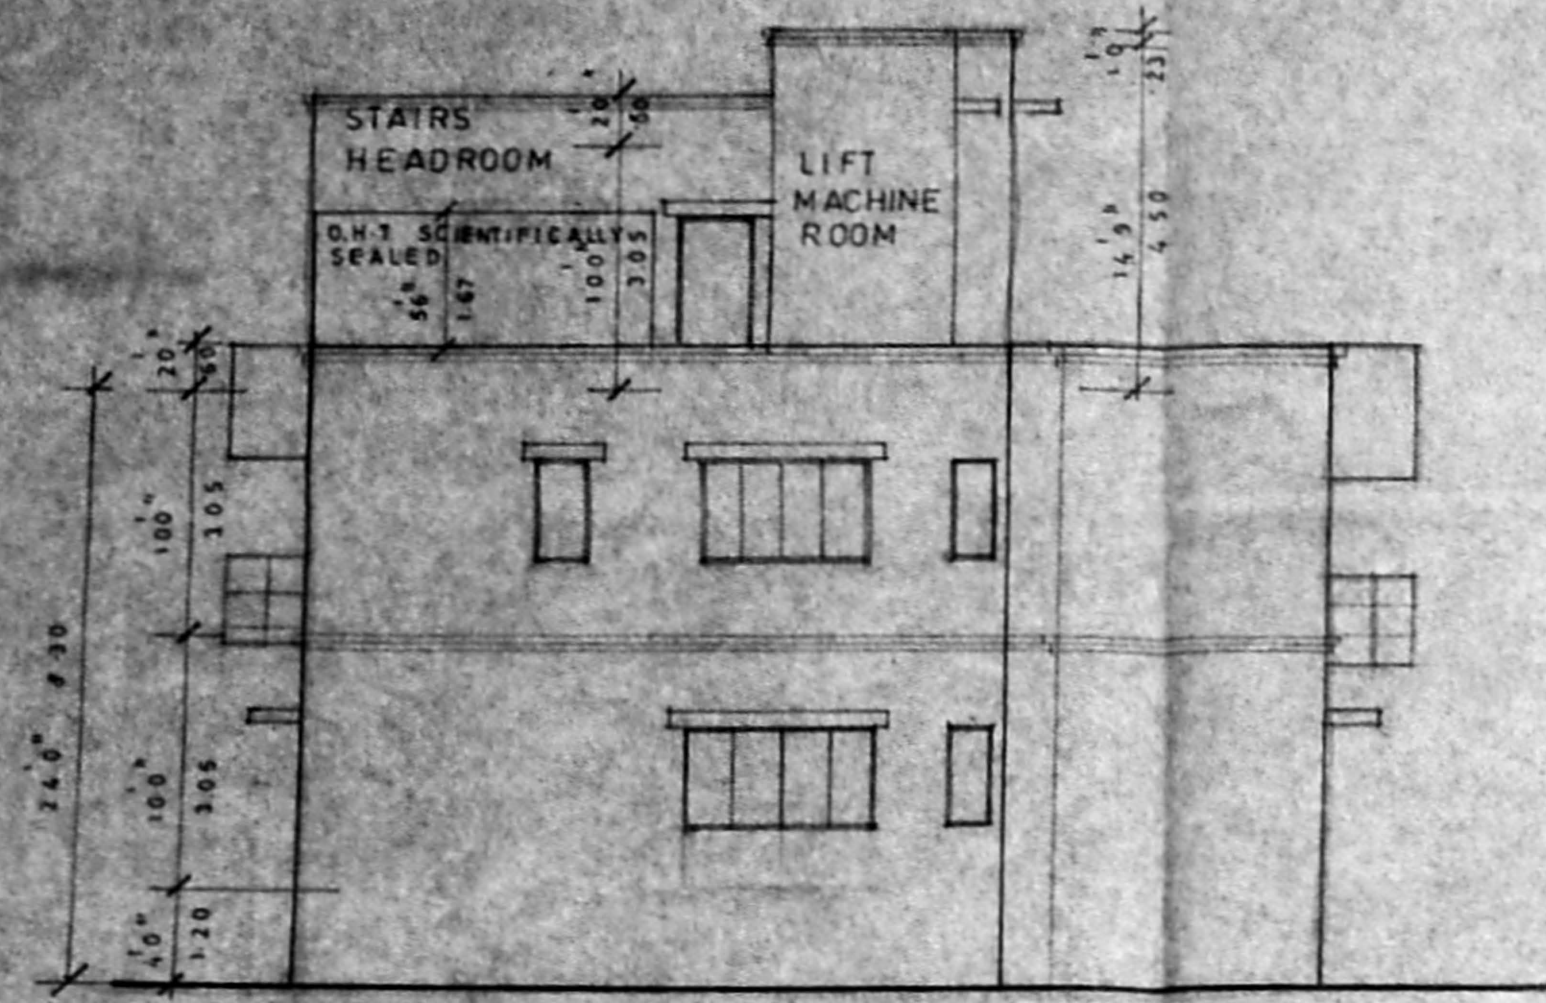 STAIRS
HEADROOM
2'0"
60
LIFT
MACHINE
ROOM
O.H.T SCIENTIFICALLY
SEALED
5'6"
1.67
10'0"
3.05
14'9"
4.50
2'0"
60
10'0"
3.05
24'0"
10'0"
3.05
4'0"
1.20